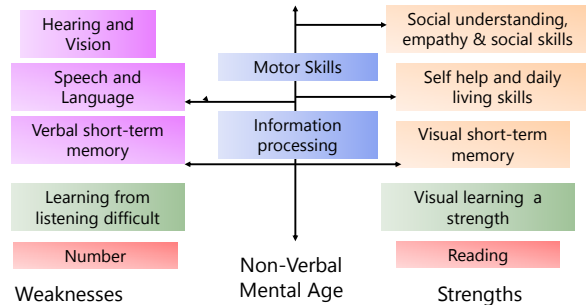 Hearing and
Vision
Speech and
Language
Verbal short-term
memory
Learning from
listening difficult
Number
Weaknesses
Motor Skills
Information
processing
Non-Verbal
Mental Age
Social understanding,
empathy & social skills
Self help and daily
living skills
Visual short-term
memory
Visual learning a
strength
Reading
Strengths